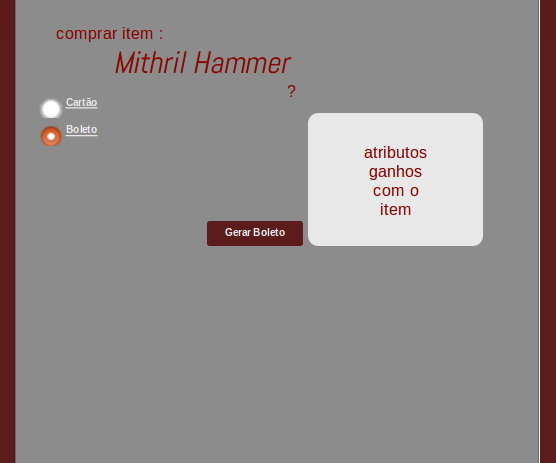 comprar item :
Mithril Hammer
?
Cartão
Boleto
atributos
ganhos
com o
item
Gerar Boleto